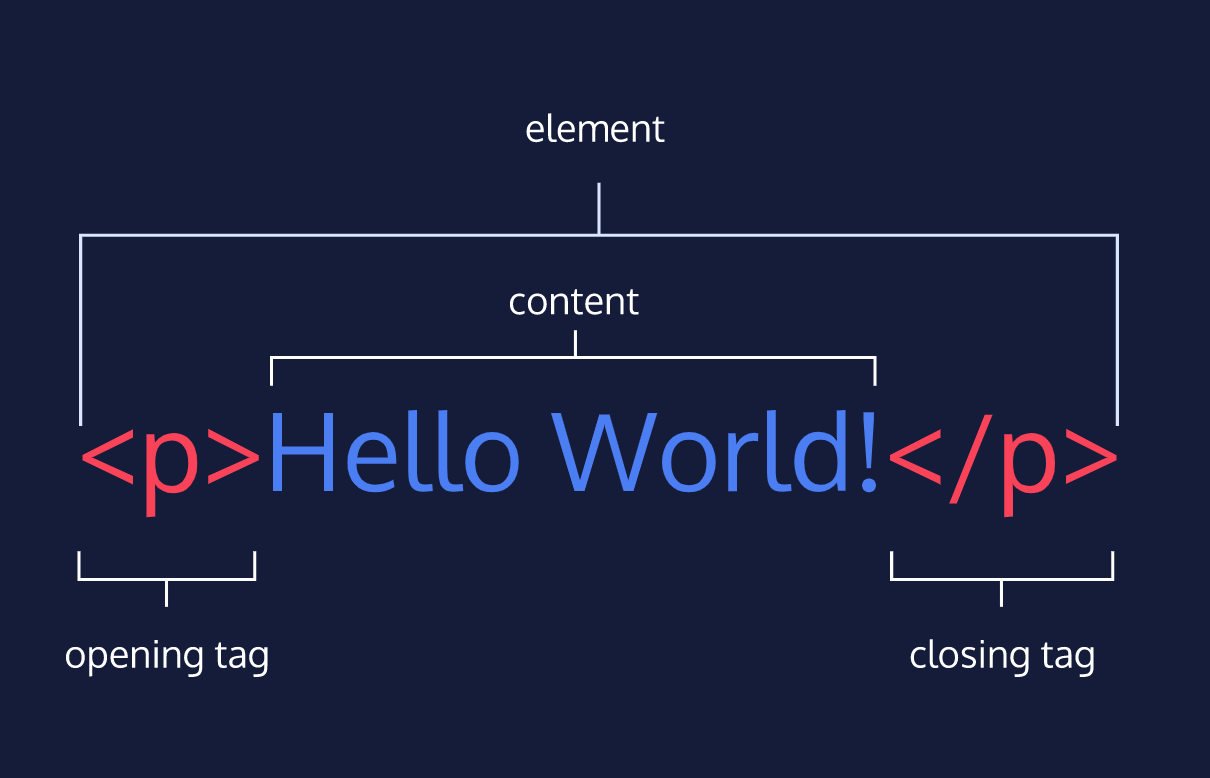 element
content
<p>Hello World!</p>
opening tag
closing tag